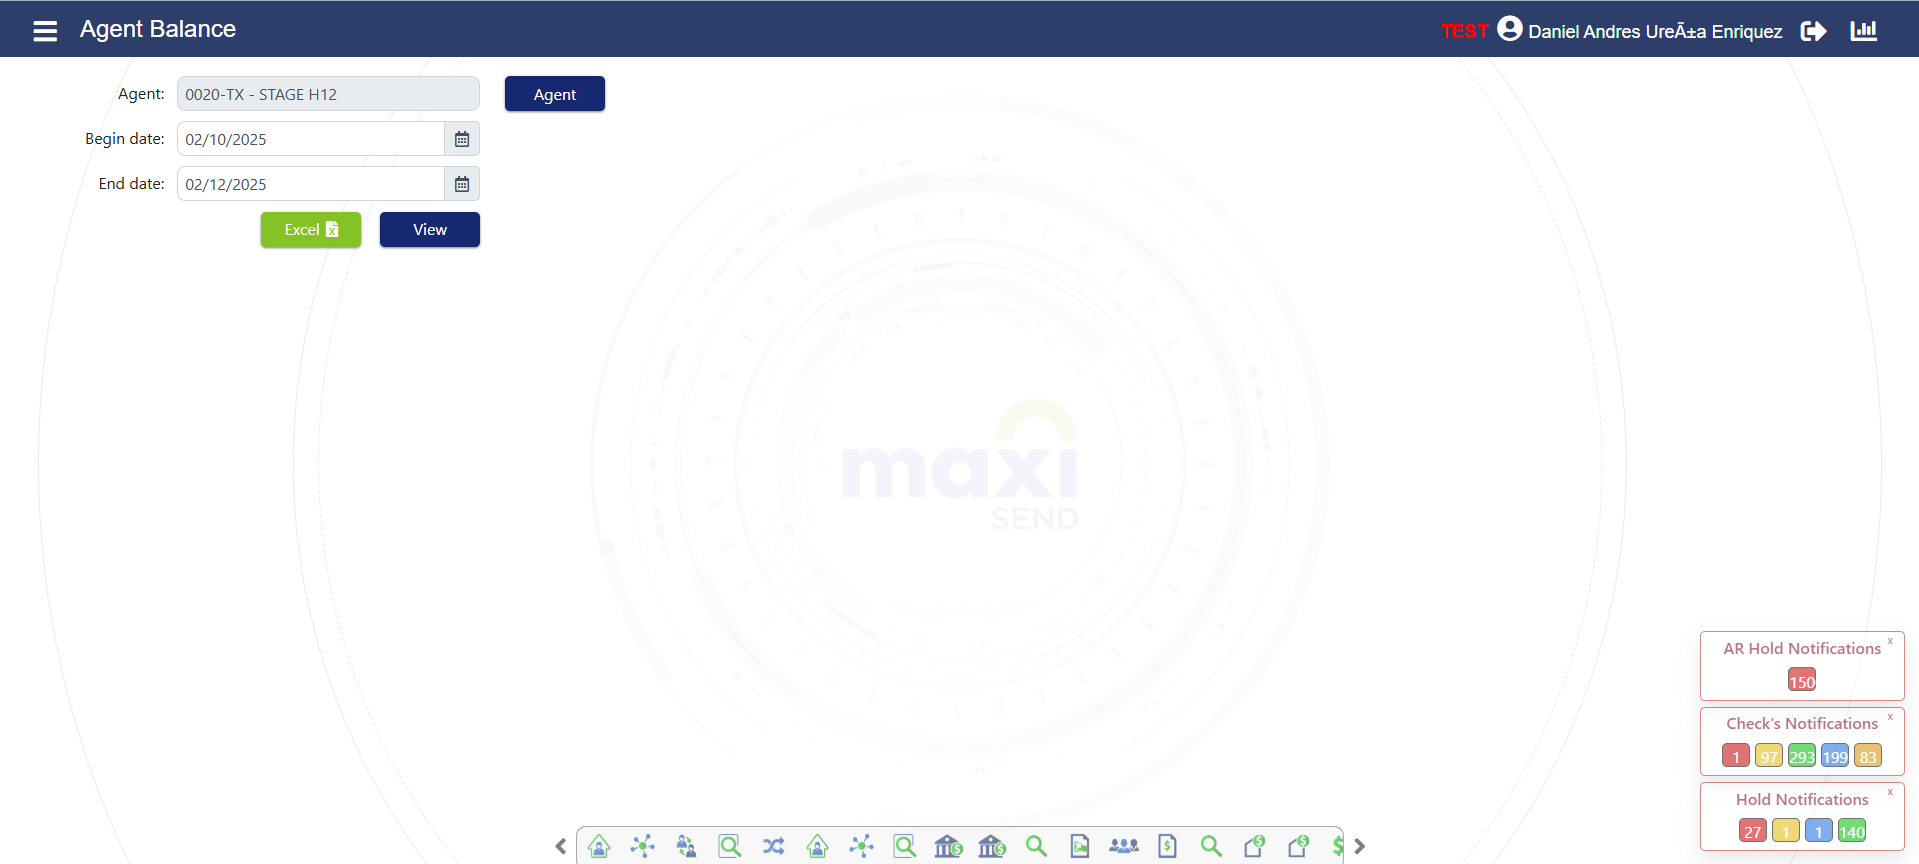 Agent Balance
TEST Daniel Andres UreÃ±a Enriquez
Agent: 0020-TX - STAGE H12 Agent
Begin date: 02/10/2025
End date: 02/12/2025
Excel View
maxi
SEND
AR Hold Notifications x
150
Check's Notifications x
1 97 293 199 83
Hold Notifications x
27 1 1 140